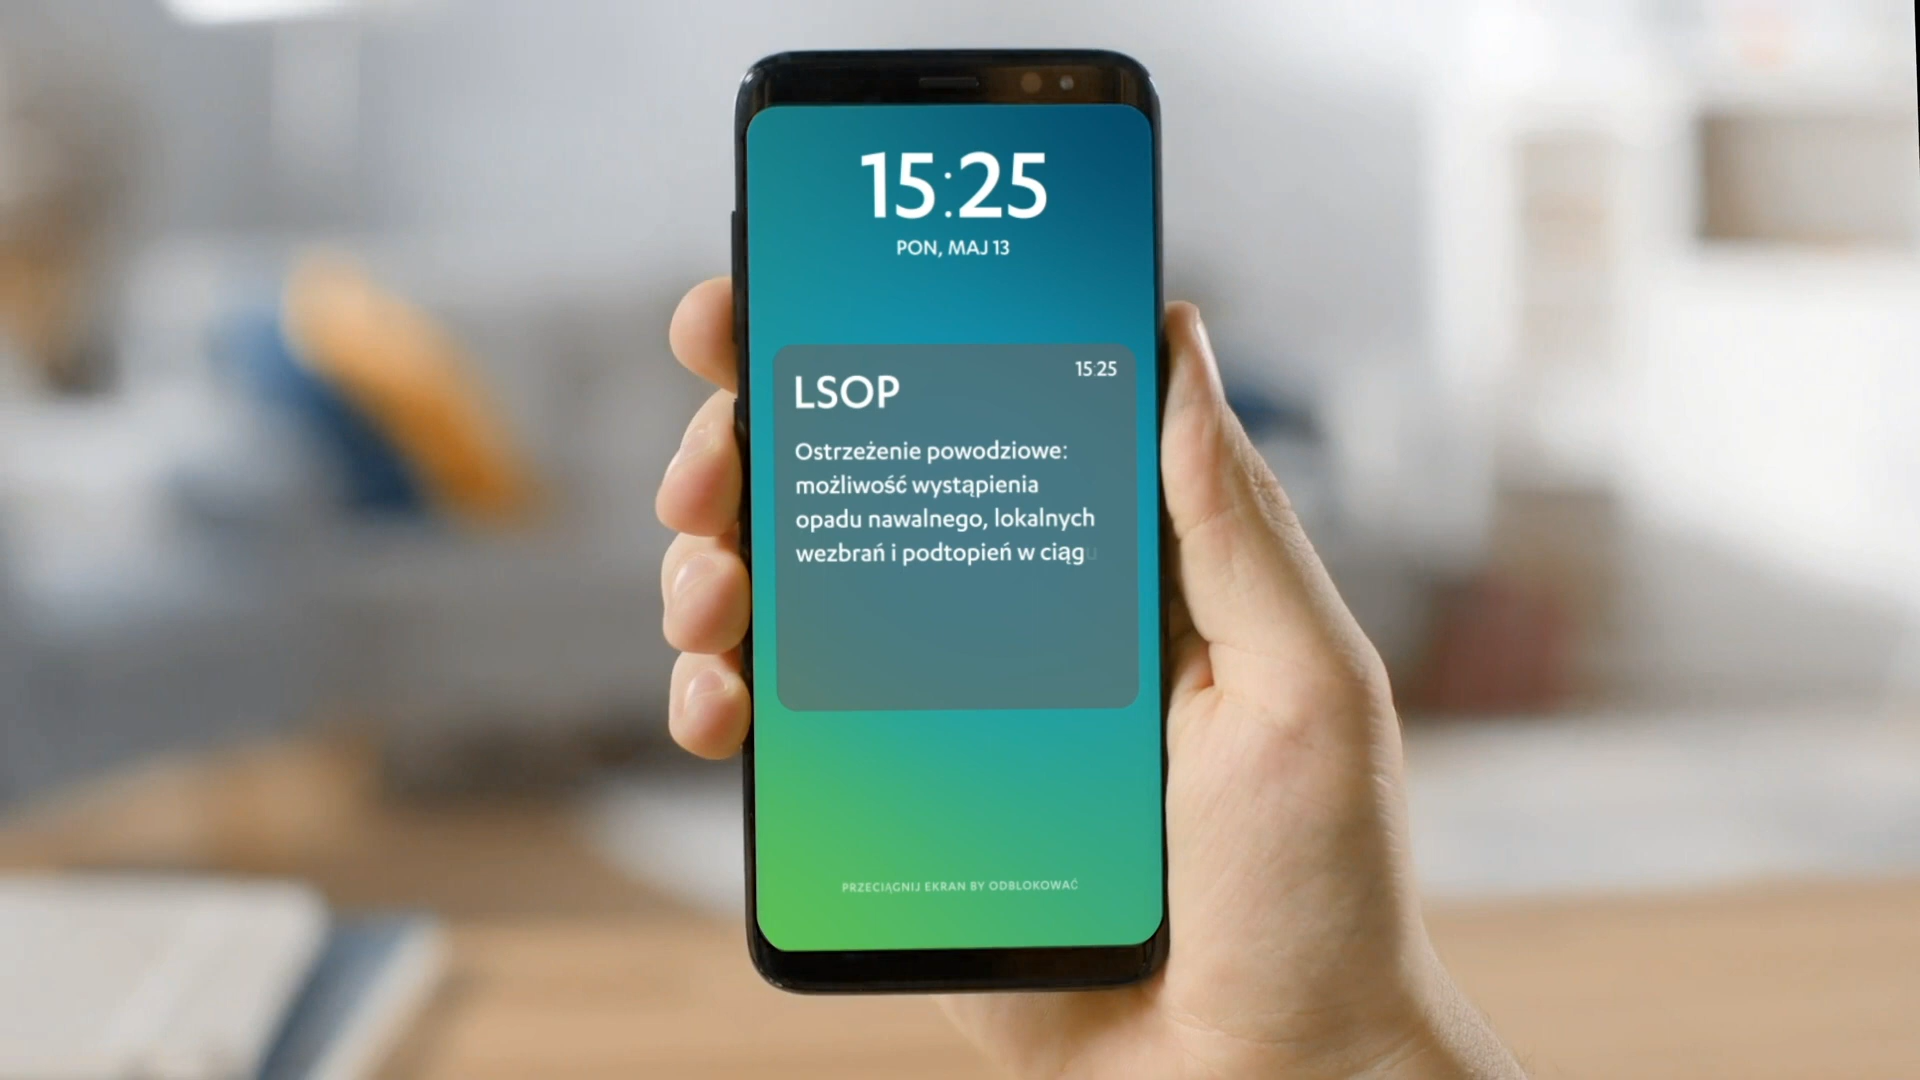 15:25
PON, MAJ 13
15:25
LSOP
Ostrzeżenie powodziowe:
możliwość wystąpienia
opadu nawalnego, lokalnych
wezbrań i podtopień w ciągu
PRZECIĄGNIJ EKRAN BY ODBLOKOWAĆ